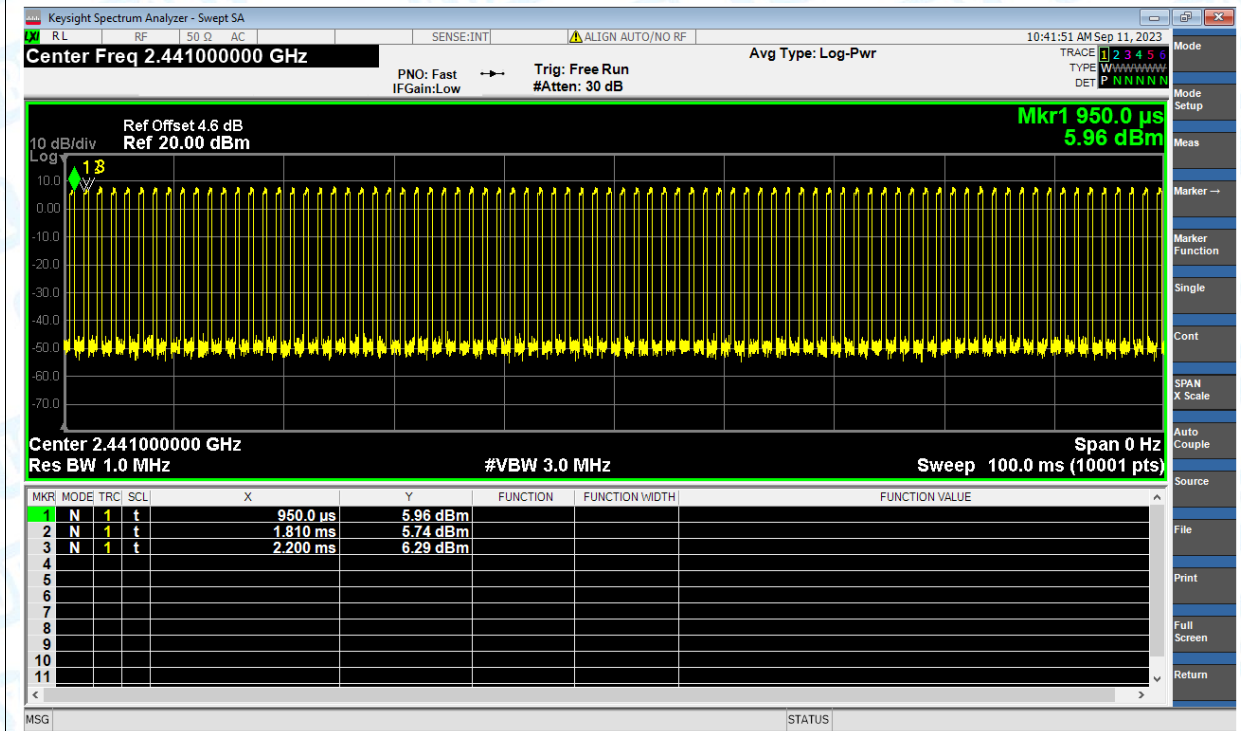 Keysight Spectrum Analyzer - Swept SA
LXI RL RF 50 Ω AC SENSE:INT ALIGN AUTO/NO RF 10:41:51 AM Sep 11, 2023
Center Freq 2.441000000 GHz
Avg Type: Log-Pwr
TRACE 1 2 3 4 5 6
TYPE WWWWWW
DET P N N N N N
PNO: Fast
IFGain:Low
Trig: Free Run
#Atten: 30 dB
Mkr1 950.0 µs
5.96 dBm
Ref Offset 4.6 dB
10 dB/div Ref 20.00 dBm
Log
10.0
0.00
-10.0
-20.0
-30.0
-40.0
-50.0
-60.0
-70.0
1
3
Center 2.441000000 GHz Span 0 Hz
Res BW 1.0 MHz #VBW 3.0 MHz Sweep 100.0 ms (10001 pts)
MKR MODE TRC SCL X Y FUNCTION FUNCTION WIDTH FUNCTION VALUE
1 N 1 t 950.0 µs 5.96 dBm
2 N 1 t 1.810 ms 5.74 dBm
3 N 1 t 2.200 ms 6.29 dBm
4
5
6
7
8
9
10
11
MSG STATUS
Mode
Mode
Setup
Meas
Marker →
Marker
Function
Single
Cont
SPAN
X Scale
Auto
Couple
Source
File
Print
Full
Screen
Return